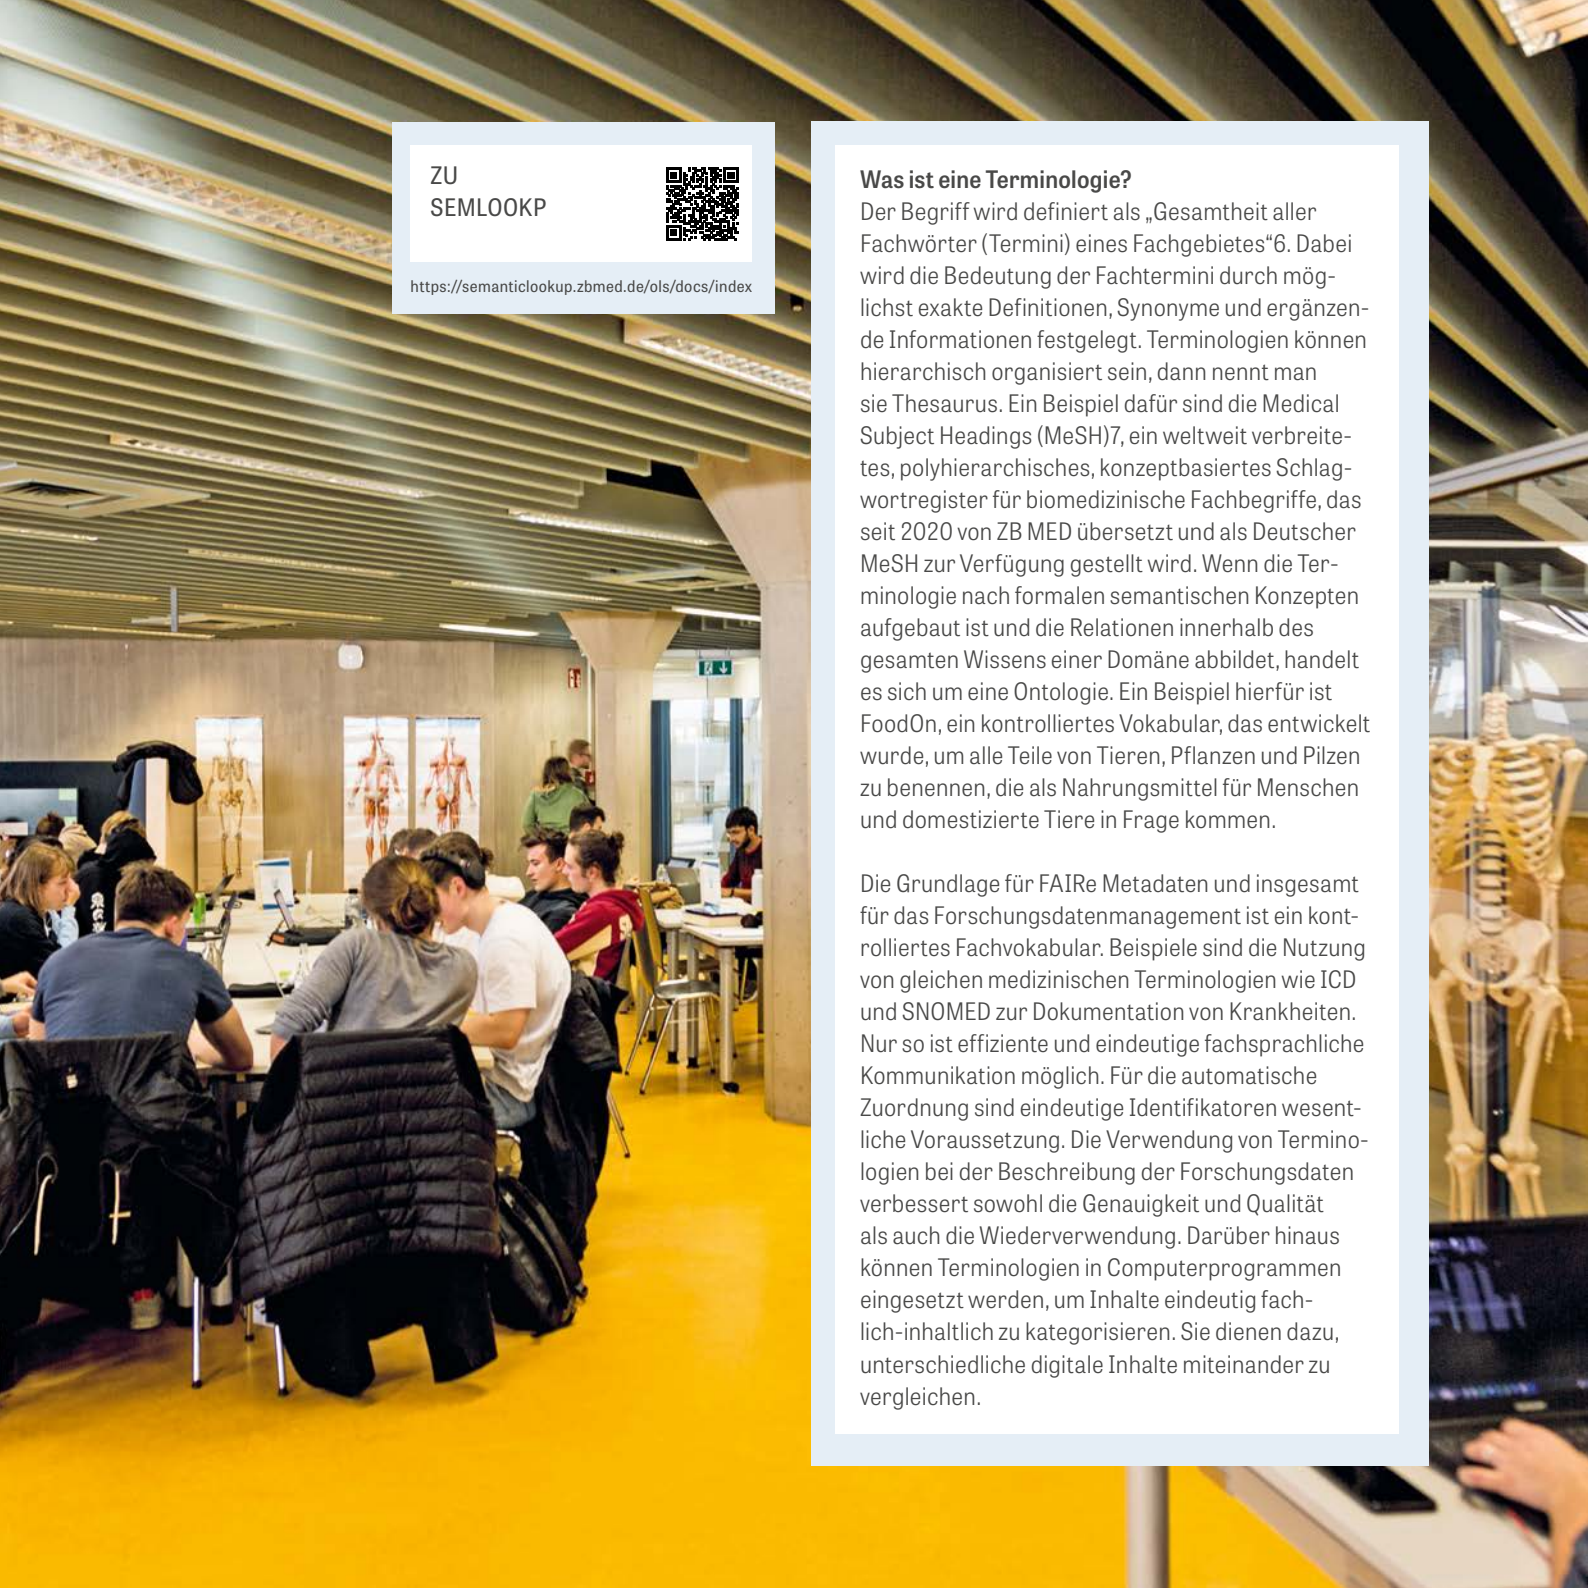 ZU
SEMLOOKP
https://semanticlookup.zbmed.de/ols/docs/index
Was ist eine Terminologie?
Der Begriff wird definiert als „Gesamtheit aller
Fachwörter (Termini) eines Fachgebietes“6. Dabei
wird die Bedeutung der Fachtermini durch mög-
lichst exakte Definitionen, Synonyme und ergänzen-
de Informationen festgelegt. Terminologien können
hierarchisch organisiert sein, dann nennt man
sie Thesaurus. Ein Beispiel dafür sind die Medical
Subject Headings (MeSH)7, ein weltweit verbreite-
tes, polyhierarchisches, konzeptbasiertes Schlag-
wortregister für biomedizinische Fachbegriffe, das
seit 2020 von ZB MED übersetzt und als Deutscher
MeSH zur Verfügung gestellt wird. Wenn die Ter-
minologie nach formalen semantischen Konzepten
aufgebaut ist und die Relationen innerhalb des
gesamten Wissens einer Domäne abbildet, handelt
es sich um eine Ontologie. Ein Beispiel hierfür ist
FoodOn, ein kontrolliertes Vokabular, das entwickelt
wurde, um alle Teile von Tieren, Pflanzen und Pilzen
zu benennen, die als Nahrungsmittel für Menschen
und domestizierte Tiere in Frage kommen.
Die Grundlage für FAIRe Metadaten und insgesamt
für das Forschungsdatenmanagement ist ein kont-
rolliertes Fachvokabular. Beispiele sind die Nutzung
von gleichen medizinischen Terminologien wie ICD
und SNOMED zur Dokumentation von Krankheiten.
Nur so ist effiziente und eindeutige fachsprachliche
Kommunikation möglich. Für die automatische
Zuordnung sind eindeutige Identifikatoren wesent-
liche Voraussetzung. Die Verwendung von Termino-
logien bei der Beschreibung der Forschungsdaten
verbessert sowohl die Genauigkeit und Qualität
als auch die Wiederverwendung. Darüber hinaus
können Terminologien in Computerprogrammen
eingesetzt werden, um Inhalte eindeutig fach-
lich-inhaltlich zu kategorisieren. Sie dienen dazu,
unterschiedliche digitale Inhalte miteinander zu
vergleichen.